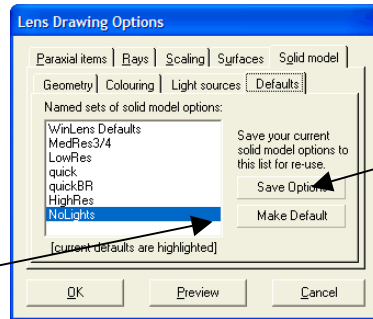 Lens Drawing Options
Paraxial items Rays Scaling Surfaces Solid model
Geometry Colouring Light sources Defaults
Named sets of solid model options:
WinLens Defaults
MedRes3/4
LowRes
quick
quickBR
HighRes
NoLights
[current defaults are highlighted]
Save your current
solid model options to
this list for re-use.
Save Options
Make Default
OK Preview Cancel